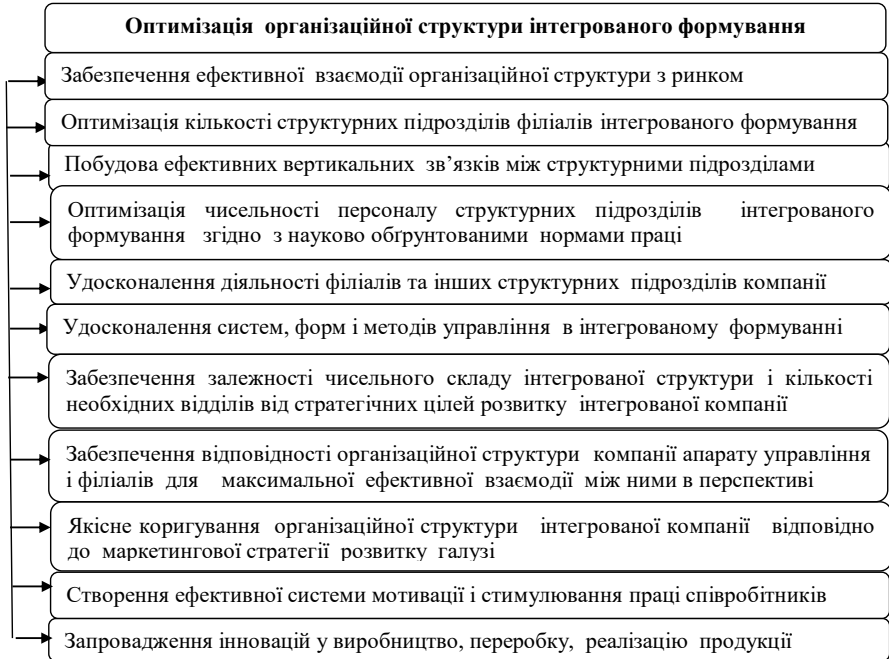 Оптимізація організаційної структури інтегрованого формування
Забезпечення ефективної взаємодії організаційної структури з ринком
Оптимізація кількості структурних підрозділів філіалів інтегрованого формування
Побудова ефективних вертикальних зв’язків між структурними підрозділами
Оптимізація чисельності персоналу структурних підрозділів інтегрованого
формування згідно з науково обґрунтованими нормами праці
Удосконалення діяльності філіалів та інших структурних підрозділів компанії
Удосконалення систем, форм і методів управління в інтегрованому формуванні
Забезпечення залежності чисельного складу інтегрованої структури і кількості
необхідних відділів від стратегічних цілей розвитку інтегрованої компанії
Забезпечення відповідності організаційної структури компанії апарату управління
і філіалів для максимальної ефективної взаємодії між ними в перспективі
Якісне коригування організаційної структури інтегрованої компанії відповідно
до маркетингової стратегії розвитку галузі
Створення ефективної системи мотивації і стимулювання праці співробітників
Запровадження інновацій у виробництво, переробку, реалізацію продукції